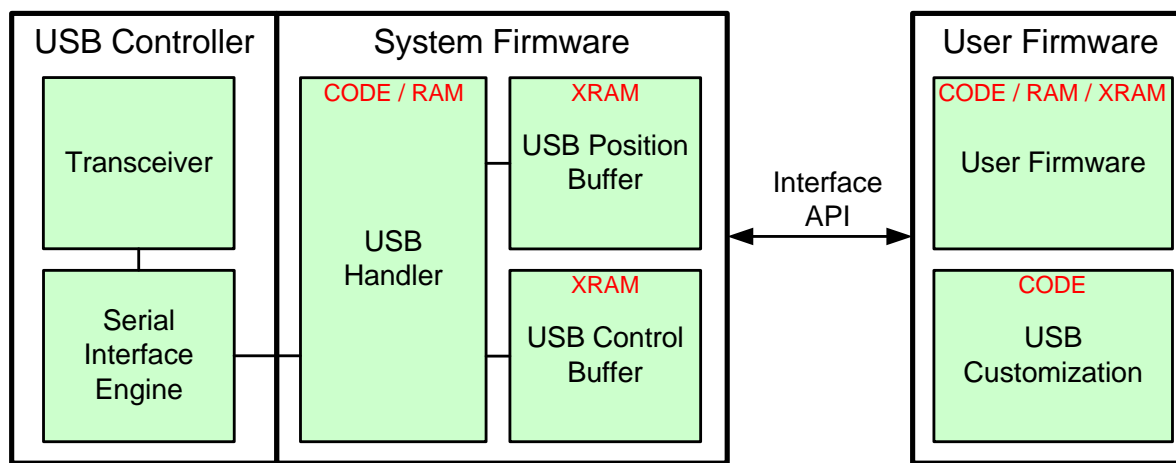 USB Controller
Transceiver
Serial
Interface
Engine
System Firmware
CODE / RAM
USB
Handler
XRAM
USB Position
Buffer
XRAM
USB Control
Buffer
Interface
API
User Firmware
CODE / RAM / XRAM
User Firmware
CODE
USB
Customization